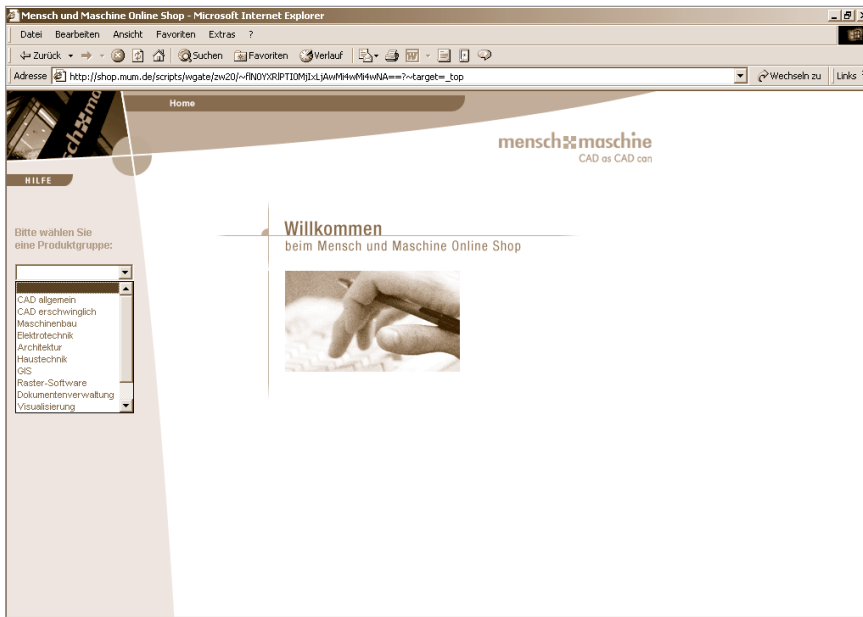 Mensch und Maschine Online Shop - Microsoft Internet Explorer
Datei Bearbeiten Ansicht Favoriten Extras ?
Zurück Suchen Favoriten Verlauf
Adresse http://shop.mum.de/scripts/wgate/zw20/~flN0YXRlPTI0MjIxLjAwMi4wMi4wNA==?~target=_top Wechseln zu Links
Home
mensch maschine
CAD as CAD can
HILFE
Bitte wählen Sie
eine Produktgruppe:
Willkommen
beim Mensch und Maschine Online Shop
CAD allgemein
CAD erschwinglich
Maschinenbau
Elektrotechnik
Architektur
Haustechnik
GIS
Raster-Software
Dokumentenverwaltung
Visualisierung